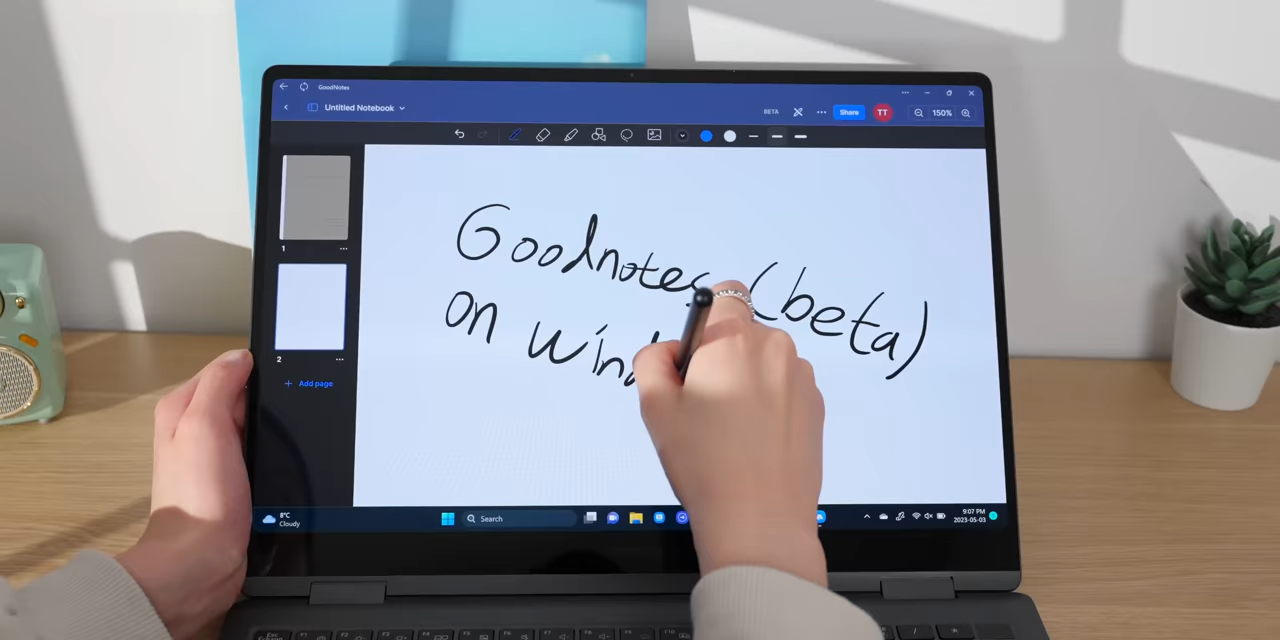 GoodNotes
Untitled Notebook
BETA
Share
TT
150%
1
2
Add page
Goodnotes (beta)
on Wind
8°C
Cloudy
Search
9:07 PM
2023-05-03